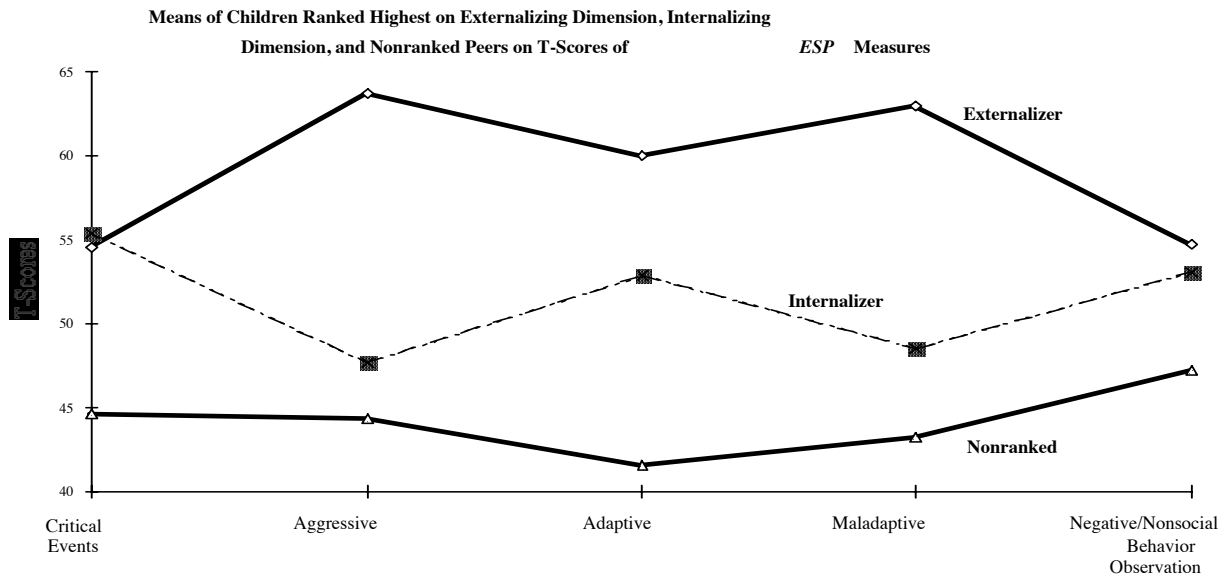 Means of Children Ranked Highest on Externalizing Dimension, Internalizing
Dimension, and Nonranked Peers on T-Scores of ESP Measures
65
60
55
50
45
40
T-Scores
Externalizer
Internalizer
Nonranked
Critical
Events
Aggressive
Adaptive
Maladaptive
Negative/Nonsocial
Behavior
Observation